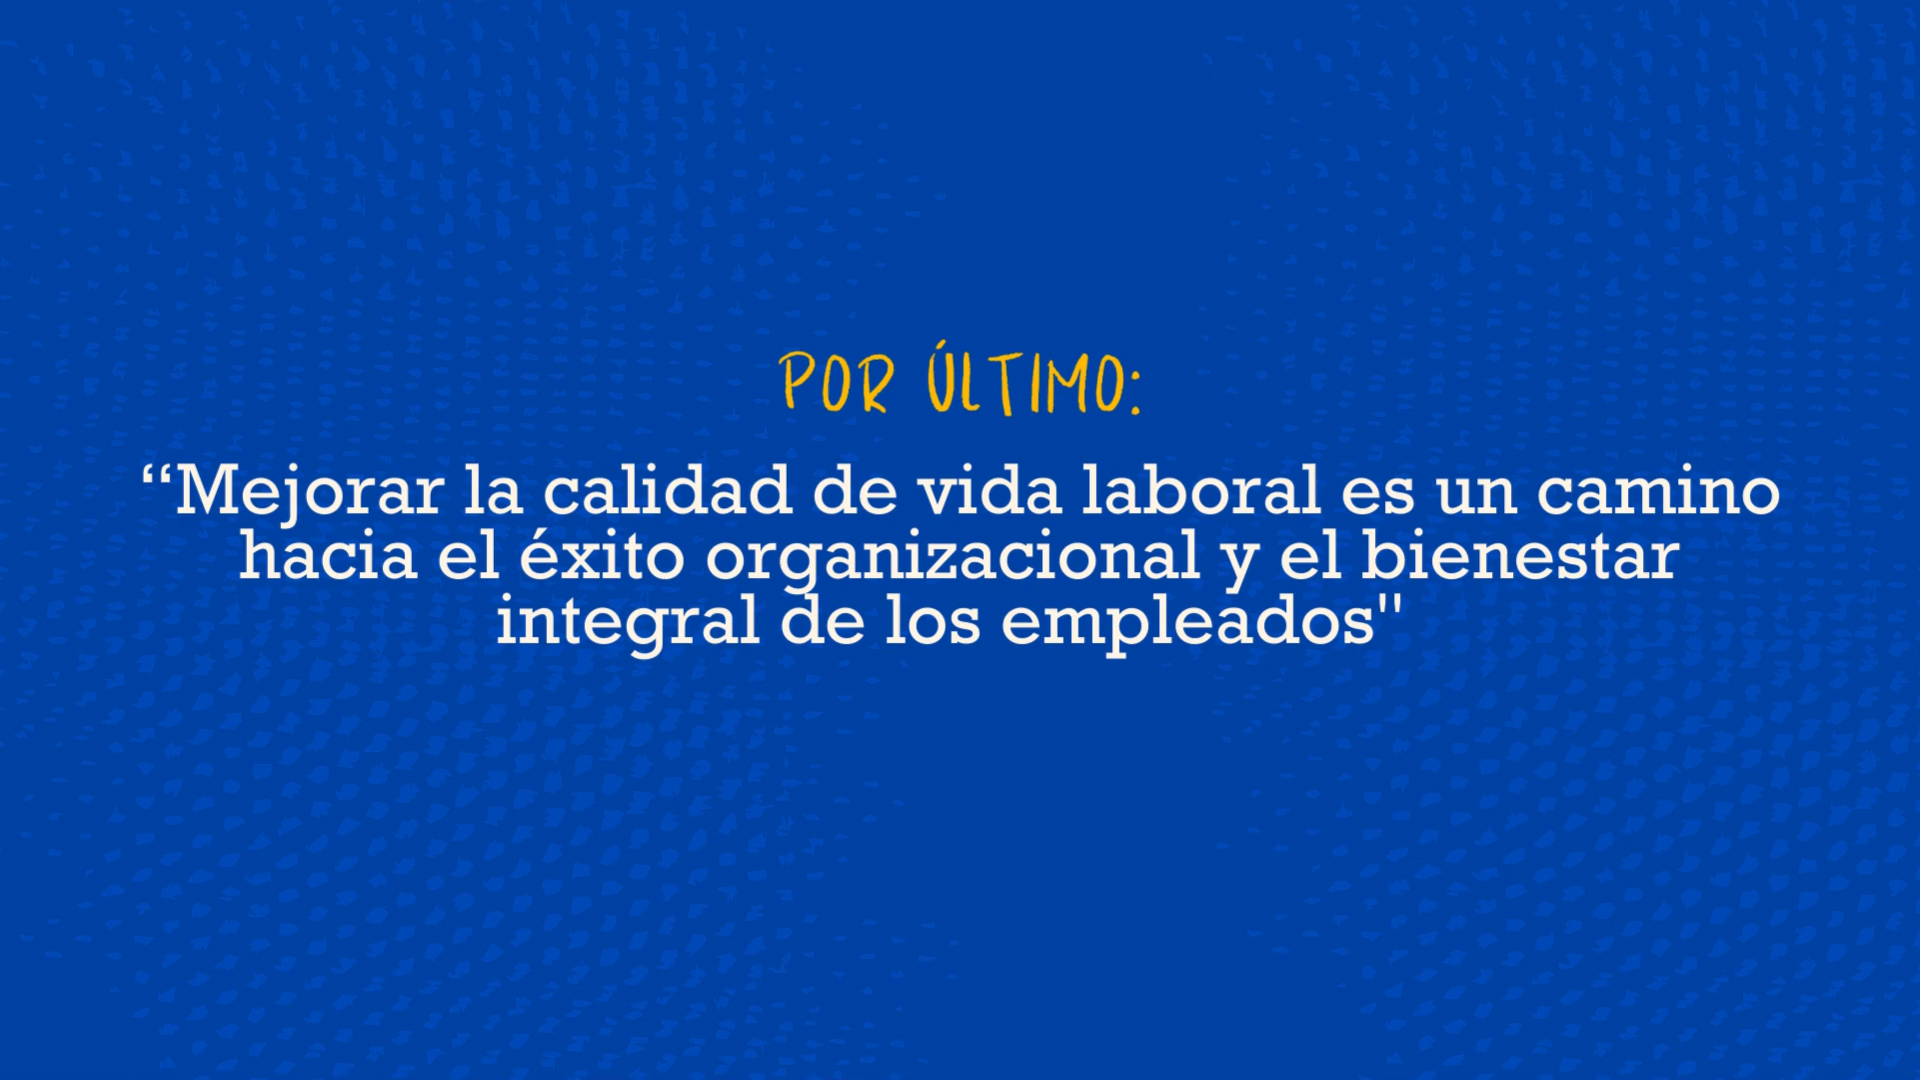 POR ÚLTIMO:
“Mejorar la calidad de vida laboral es un camino
hacia el éxito organizacional y el bienestar
integral de los empleados"